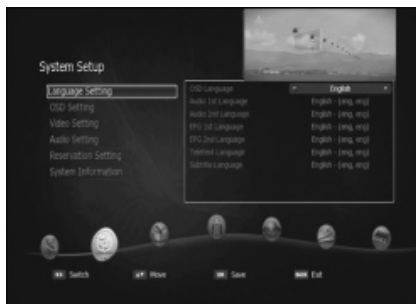 System Setup
Language Setting
OSD Setting
Video Setting
Audio Setting
Reservation Setting
System Information
OSD Language English
Audio 1st Language English - (eng, eng)
Audio 2nd Language English - (eng, eng)
EPG 1st Language English - (eng, eng)
EPG 2nd Language English - (eng, eng)
Teletext Language English - (eng, eng)
Subtitle Language English - (eng, eng)
Switch Move OK Save Exit